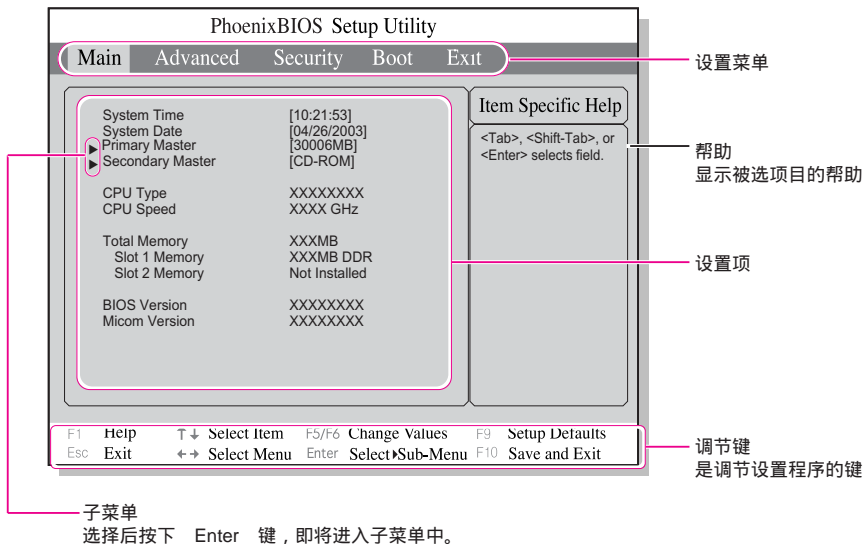 PhoenixBIOS Setup Utility
Main Advanced Security Boot Exit
设置菜单
System Time [10:21:53]
System Date [04/26/2003]
Primary Master [30006MB]
Secondary Master [CD-ROM]
CPU Type XXXXXXXX
CPU Speed XXXX GHz
Total Memory XXXMB
Slot 1 Memory XXXMB DDR
Slot 2 Memory Not Installed
BIOS Version XXXXXXXX
Micom Version XXXXXXXX
Item Specific Help
<Tab>, <Shift-Tab>, or
<Enter> selects field.
帮助
显示被选项目的帮助
设置项
F1 Help ↑↓ Select Item F5/F6 Change Values F9 Setup Defaults
Esc Exit ←→ Select Menu Enter Select▸Sub-Menu F10 Save and Exit
调节键
是调节设置程序的键
子菜单
选择后按下 Enter 键，即将进入子菜单中。